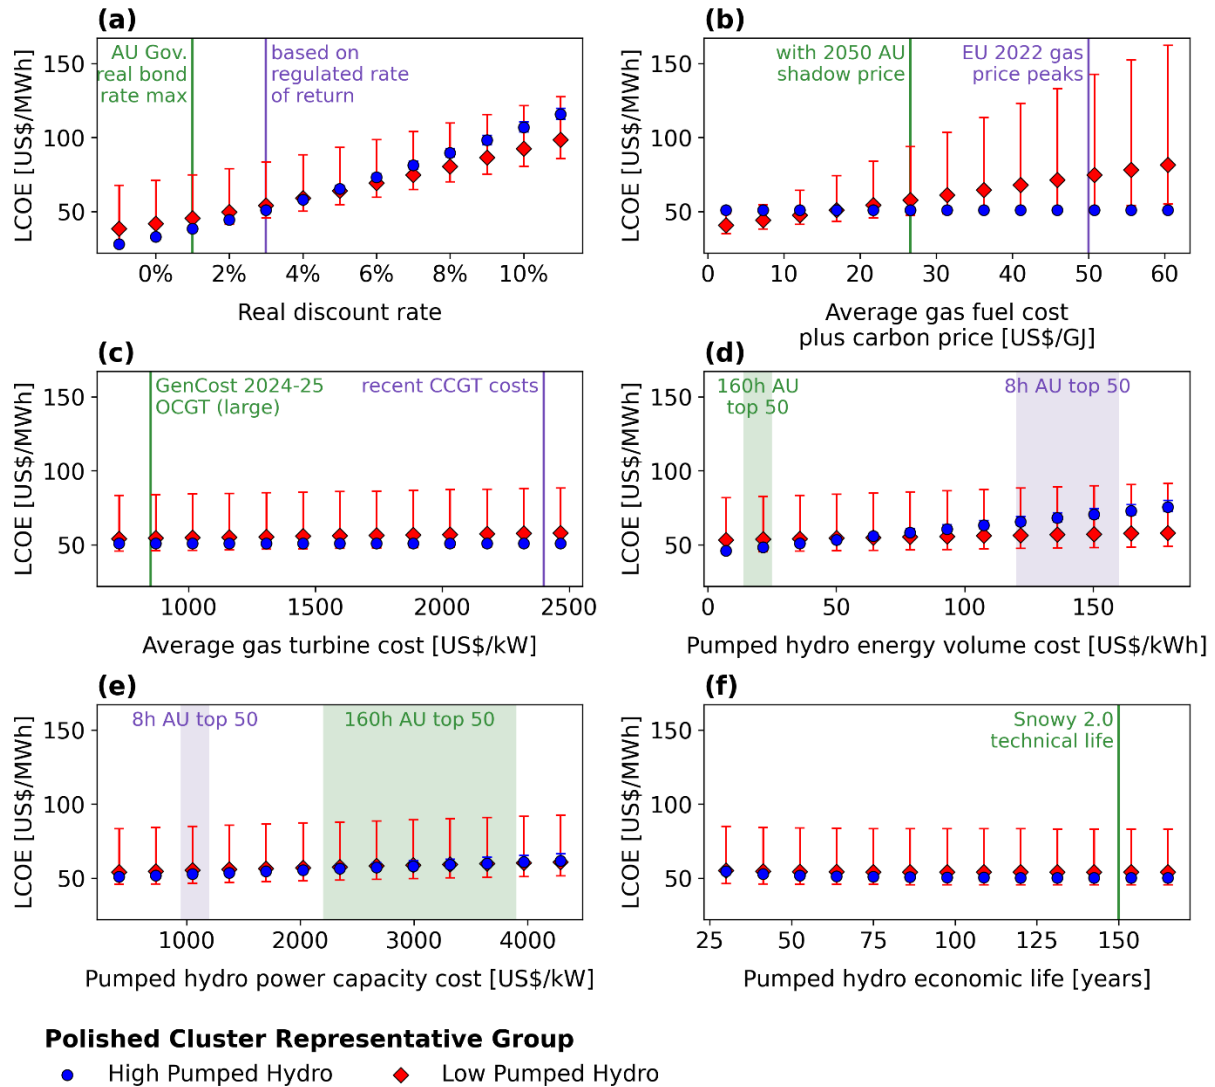 (a)
AU Gov.
real bond
rate max
based on
regulated rate
of return
LCOE [US$/MWh]
150
100
50
0%
2%
4%
6%
8%
10%
Real discount rate
(b)
with 2050 AU
shadow price
EU 2022 gas
price peaks
LCOE [US$/MWh]
150
100
50
0
10
20
30
40
50
60
Average gas fuel cost
plus carbon price [US$/GJ]
(c)
GenCost 2024-25
OCGT (large)
recent CCGT costs
LCOE [US$/MWh]
150
100
50
1000
1500
2000
2500
Average gas turbine cost [US$/kW]
(d)
160h AU
top 50
8h AU top 50
LCOE [US$/MWh]
150
100
50
0
50
100
150
Pumped hydro energy volume cost [US$/kWh]
(e)
8h AU top 50
160h AU top 50
LCOE [US$/MWh]
150
100
50
1000
2000
3000
4000
Pumped hydro power capacity cost [US$/kW]
(f)
Snowy 2.0
technical life
LCOE [US$/MWh]
150
100
50
25
50
75
100
125
150
Pumped hydro economic life [years]
Polished Cluster Representative Group
High Pumped Hydro
Low Pumped Hydro